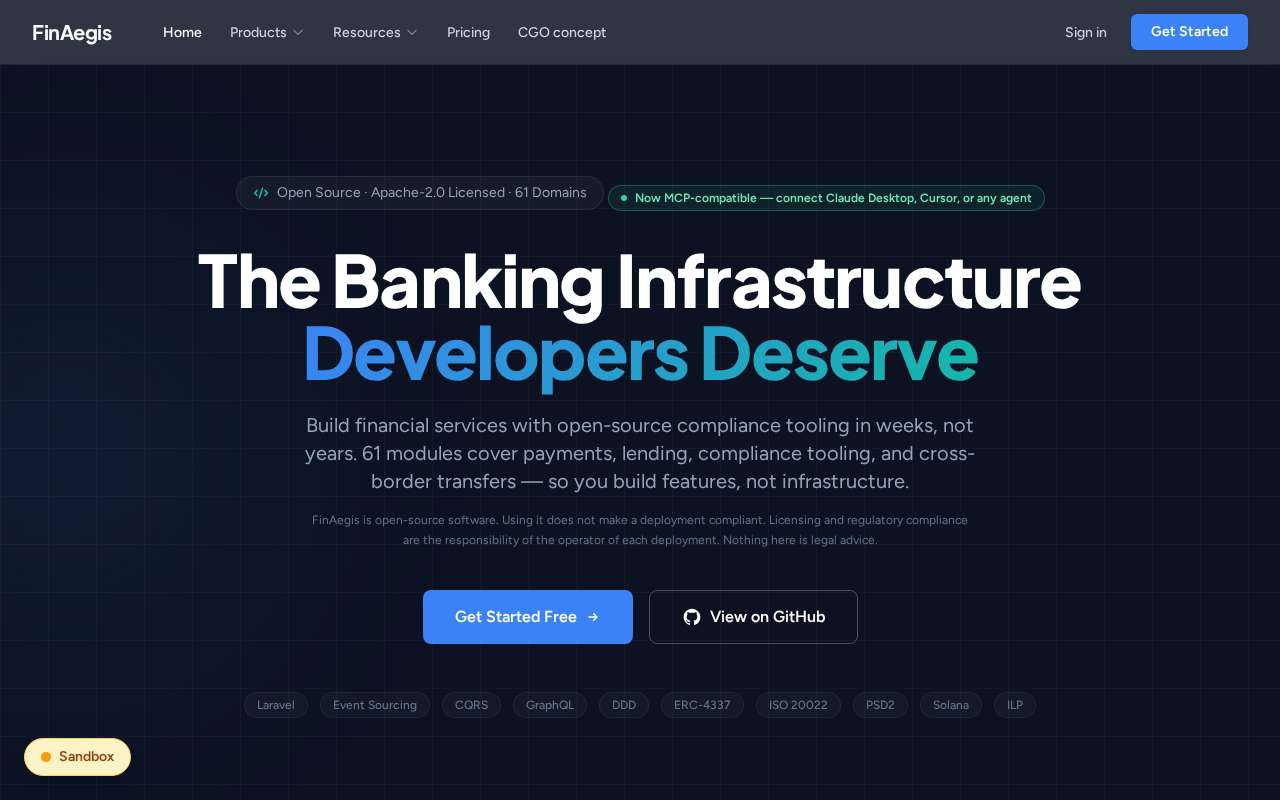 FinAegis
Home
Products
Resources
Pricing
CGO concept
Sign in
Get Started
Open Source · Apache-2.0 Licensed · 61 Domains
Now MCP-compatible — connect Claude Desktop, Cursor, or any agent
The Banking Infrastructure
Developers Deserve
Build financial services with open-source compliance tooling in weeks, not
years. 61 modules cover payments, lending, compliance tooling, and cross-
border transfers — so you build features, not infrastructure.
FinAegis is open-source software. Using it does not make a deployment compliant. Licensing and regulatory compliance
are the responsibility of the operator of each deployment. Nothing here is legal advice.
Get Started Free
View on GitHub
Laravel
Event Sourcing
CQRS
GraphQL
DDD
ERC-4337
ISO 20022
PSD2
Solana
ILP
Sandbox